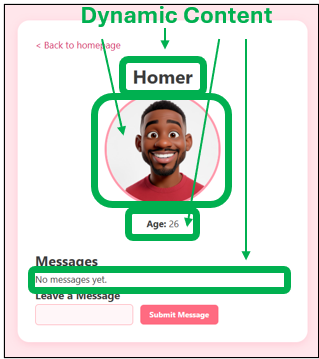 Dynamic Content
< Back to homepage
Homer
Age: 26
Messages
No messages yet.
Leave a Message
Submit Message